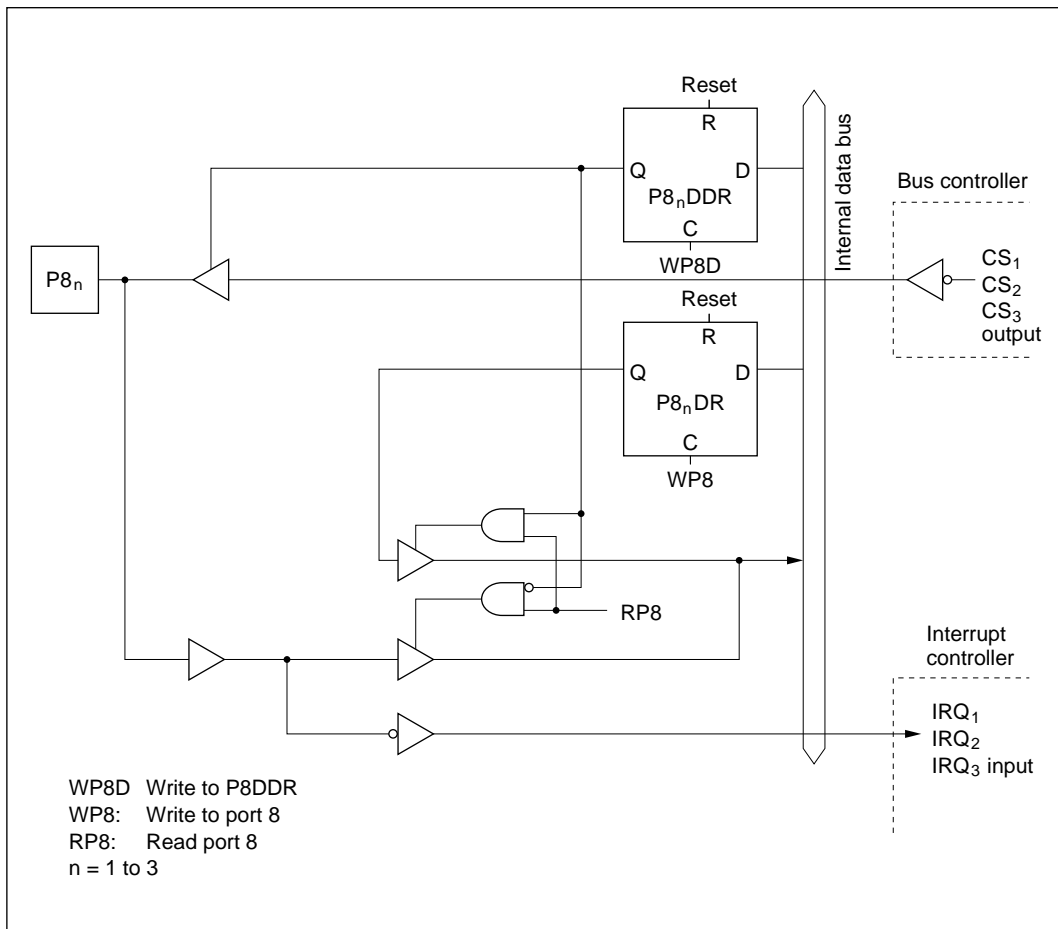 Reset
R
Q
D
P8nDDR
C
WP8D
Internal data bus
Bus controller
CS1
CS2
CS3
output
P8n
Reset
R
Q
D
P8nDR
C
WP8
RP8
Interrupt
controller
IRQ1
IRQ2
IRQ3 input
WP8D Write to P8DDR
WP8: Write to port 8
RP8: Read port 8
n = 1 to 3